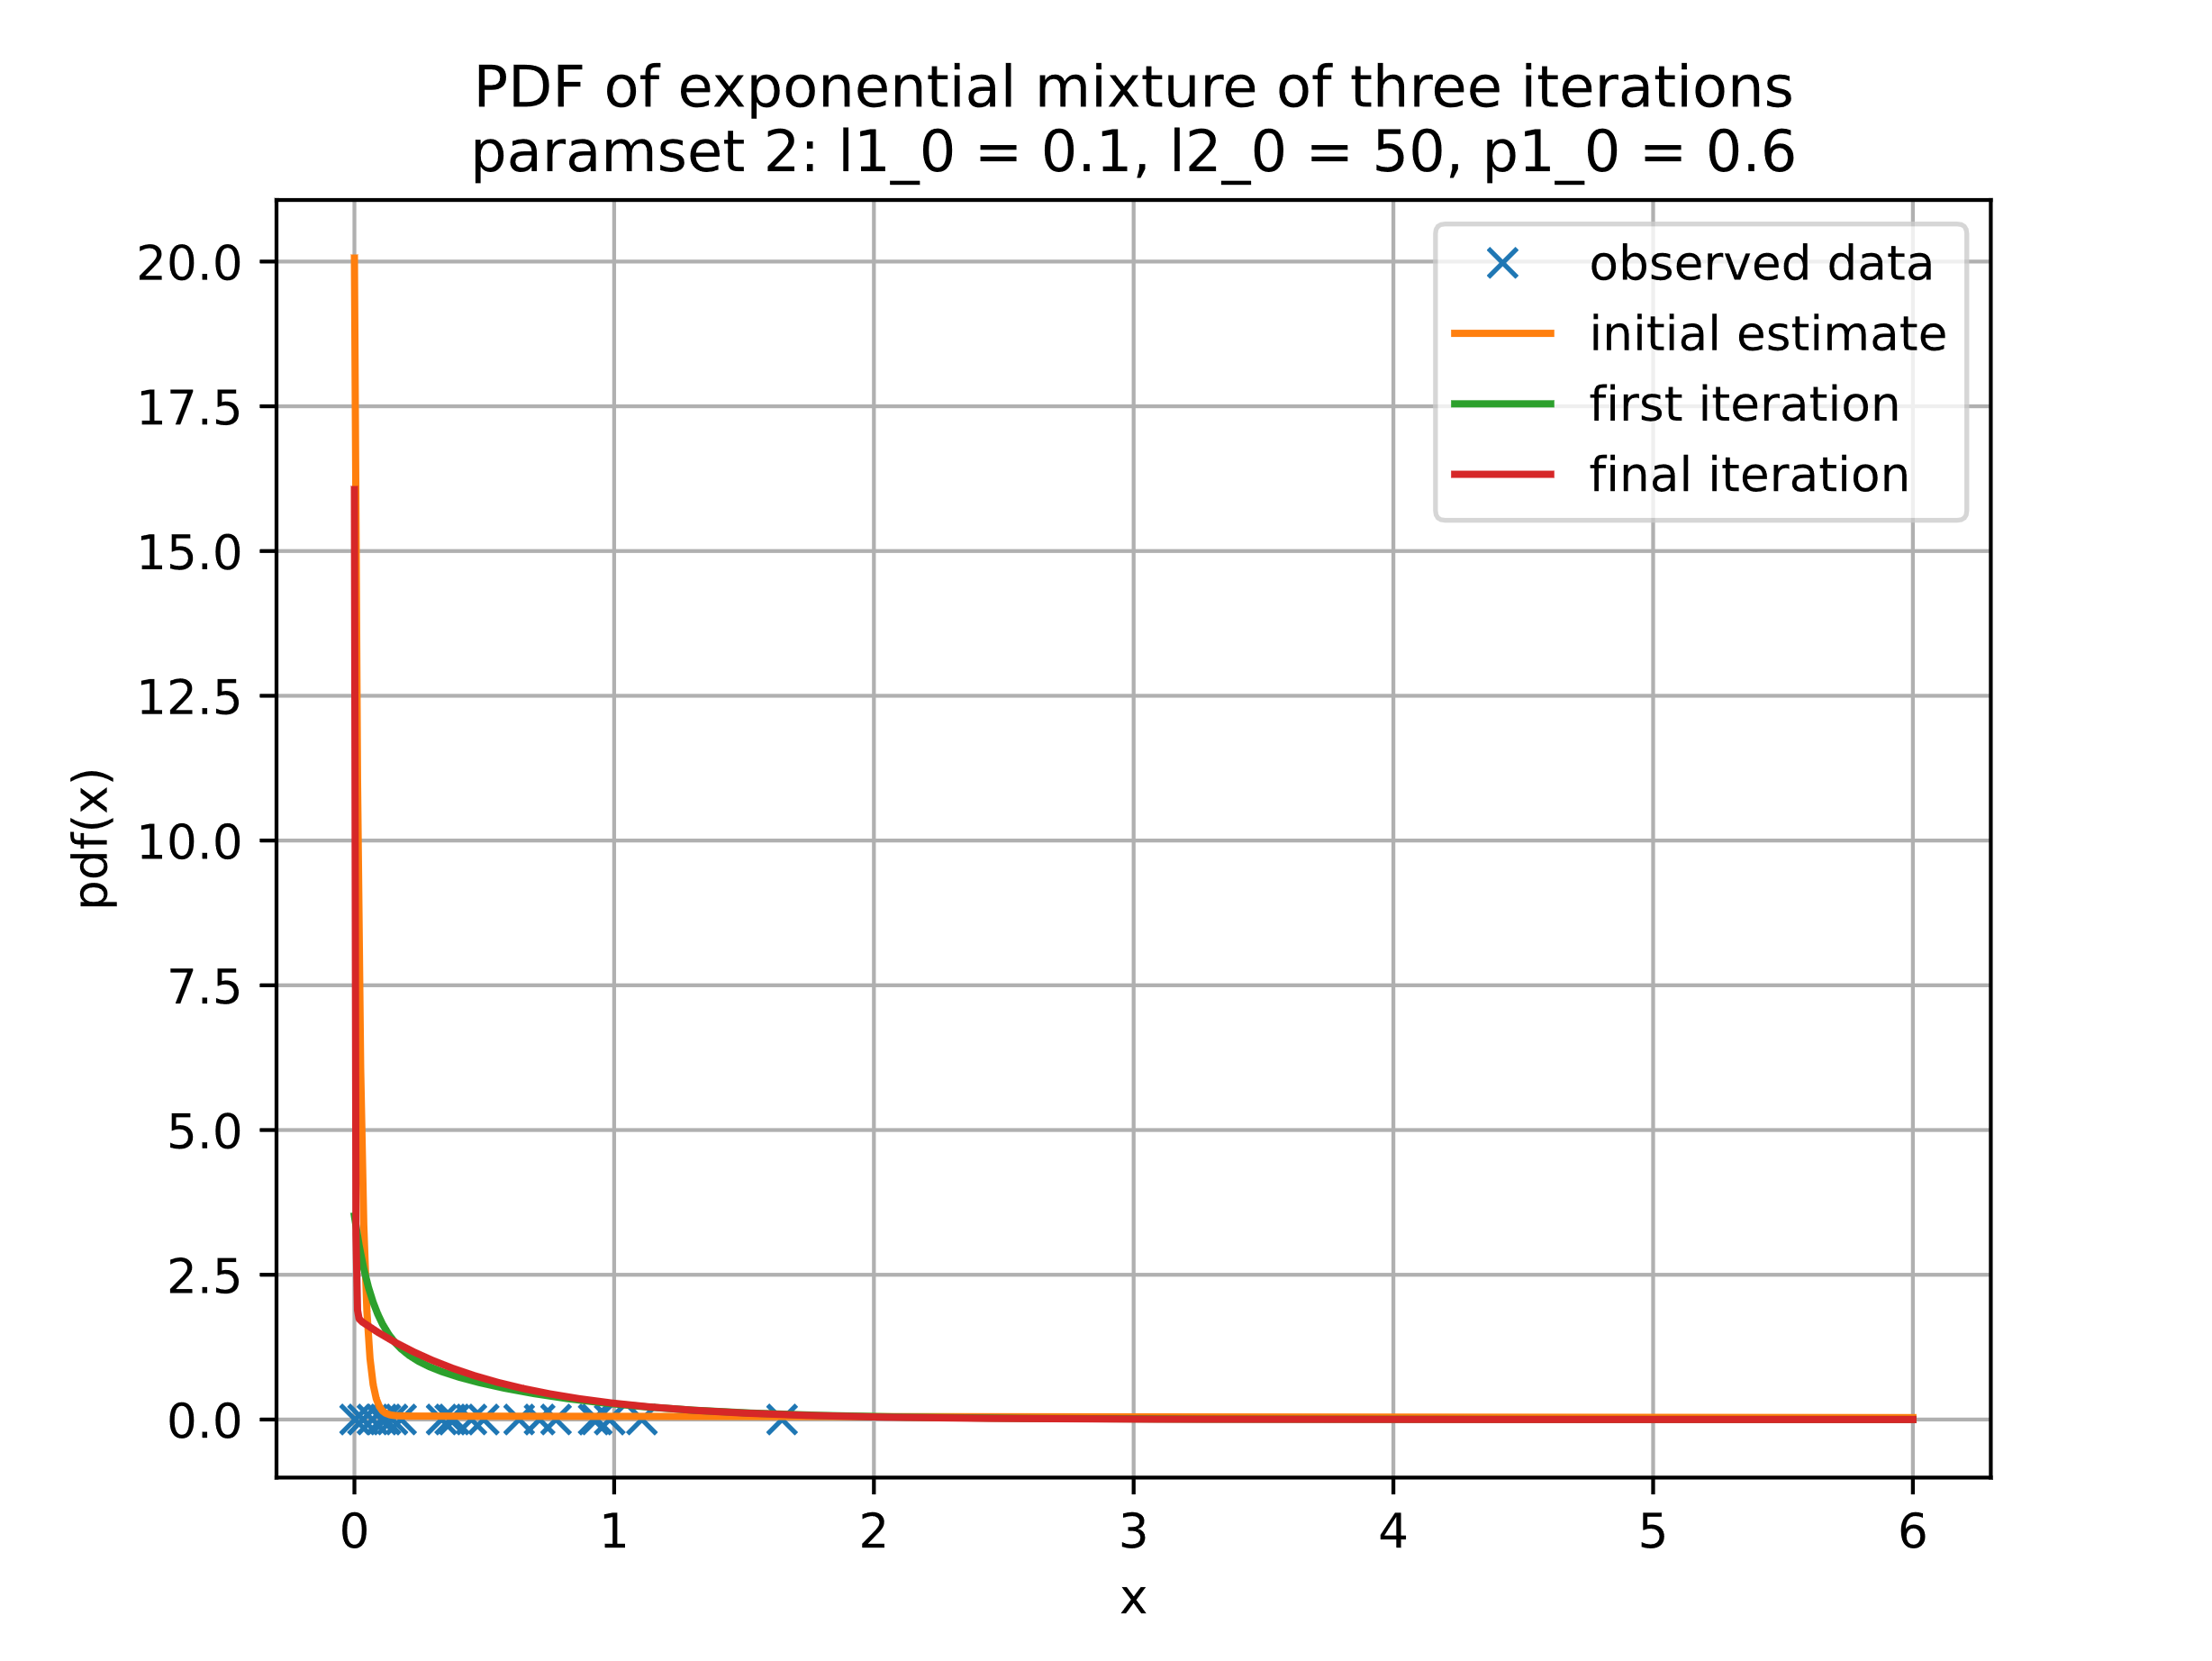 PDF of exponential mixture of three iterations
paramset 2: l1_0 = 0.1, l2_0 = 50, p1_0 = 0.6
observed data
initial estimate
first iteration
final iteration
20.0
17.5
15.0
12.5
10.0
7.5
5.0
2.5
0.0
pdf(x)
0 1 2 3 4 5 6
x